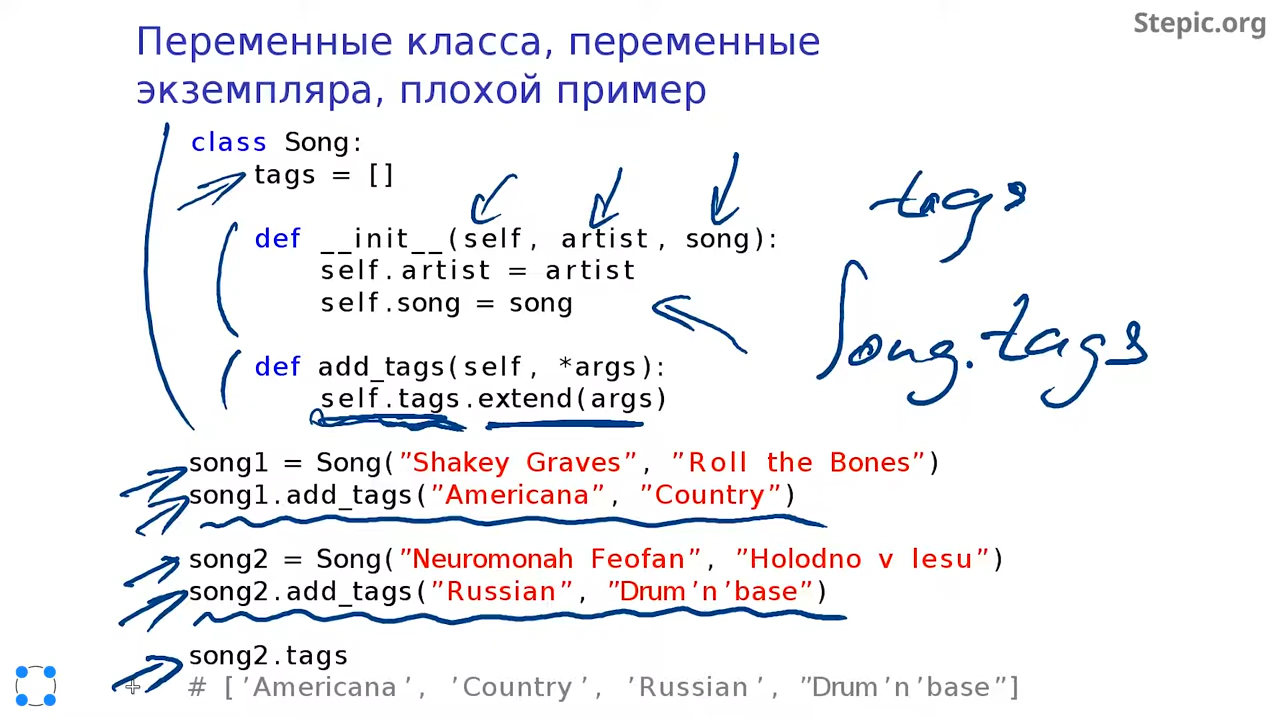 Stepic.org
Переменные класса, переменные
экземпляра, плохой пример
class Song:
tags = []
tags
def __init__(self, artist, song):
self.artist = artist
self.song = song
Song.tags
def add_tags(self, *args):
self.tags.extend(args)
song1 = Song("Shakey Graves", "Roll the Bones")
song1.add_tags("Americana", "Country")
song2 = Song("Neuromonah Feofan", "Holodno v lesu")
song2.add_tags("Russian", "Drum'n'base")
song2.tags
# ['Americana', 'Country', 'Russian', "Drum'n'base"]